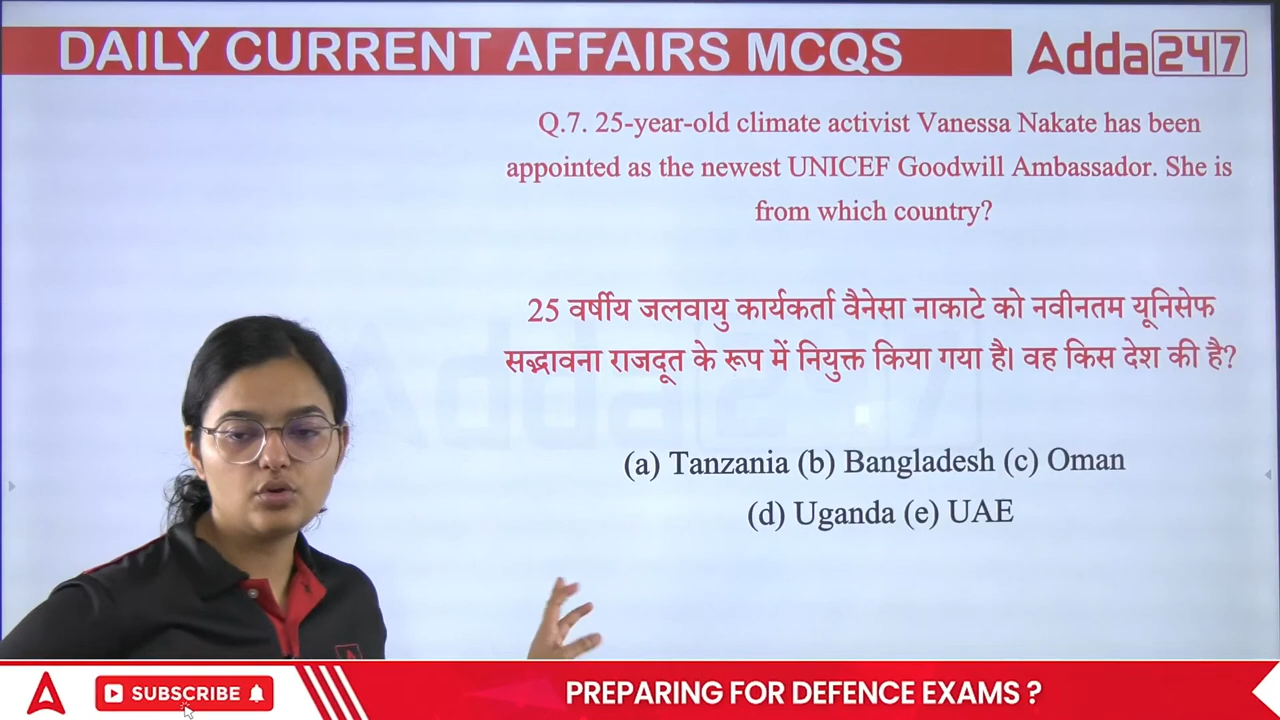 DAILY CURRENT AFFAIRS MCQS
Adda247
Q.7. 25-year-old climate activist Vanessa Nakate has been
appointed as the newest UNICEF Goodwill Ambassador. She is
from which country?
25 वर्षीय जलवायु कार्यकर्ता वैनेसा नाकाटे को नवीनतम यूनिसेफ
सद्भावना राजदूत के रूप में नियुक्त किया गया है। वह किस देश की है?
Adda247
(a) Tanzania (b) Bangladesh (c) Oman
(d) Uganda (e) UAE
SUBSCRIBE
PREPARING FOR DEFENCE EXAMS ?